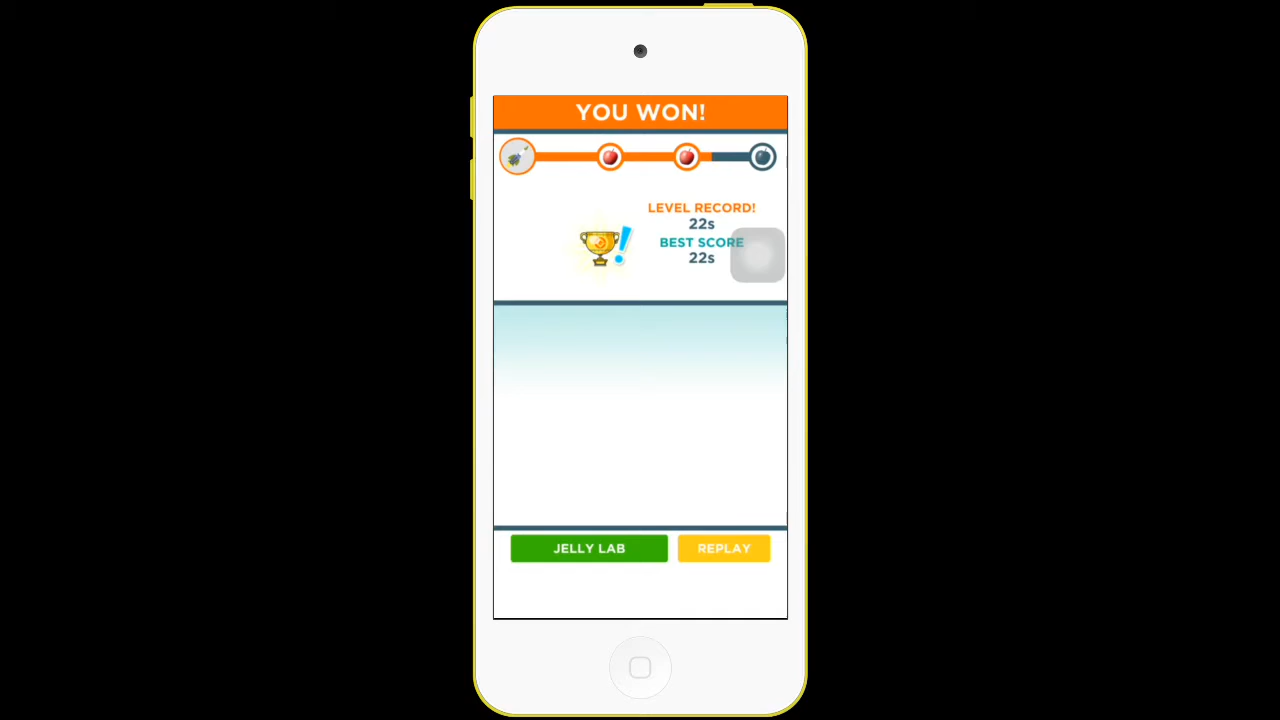 YOU WON!
LEVEL RECORD!
22s
BEST SCORE
22s
JELLY LAB
REPLAY